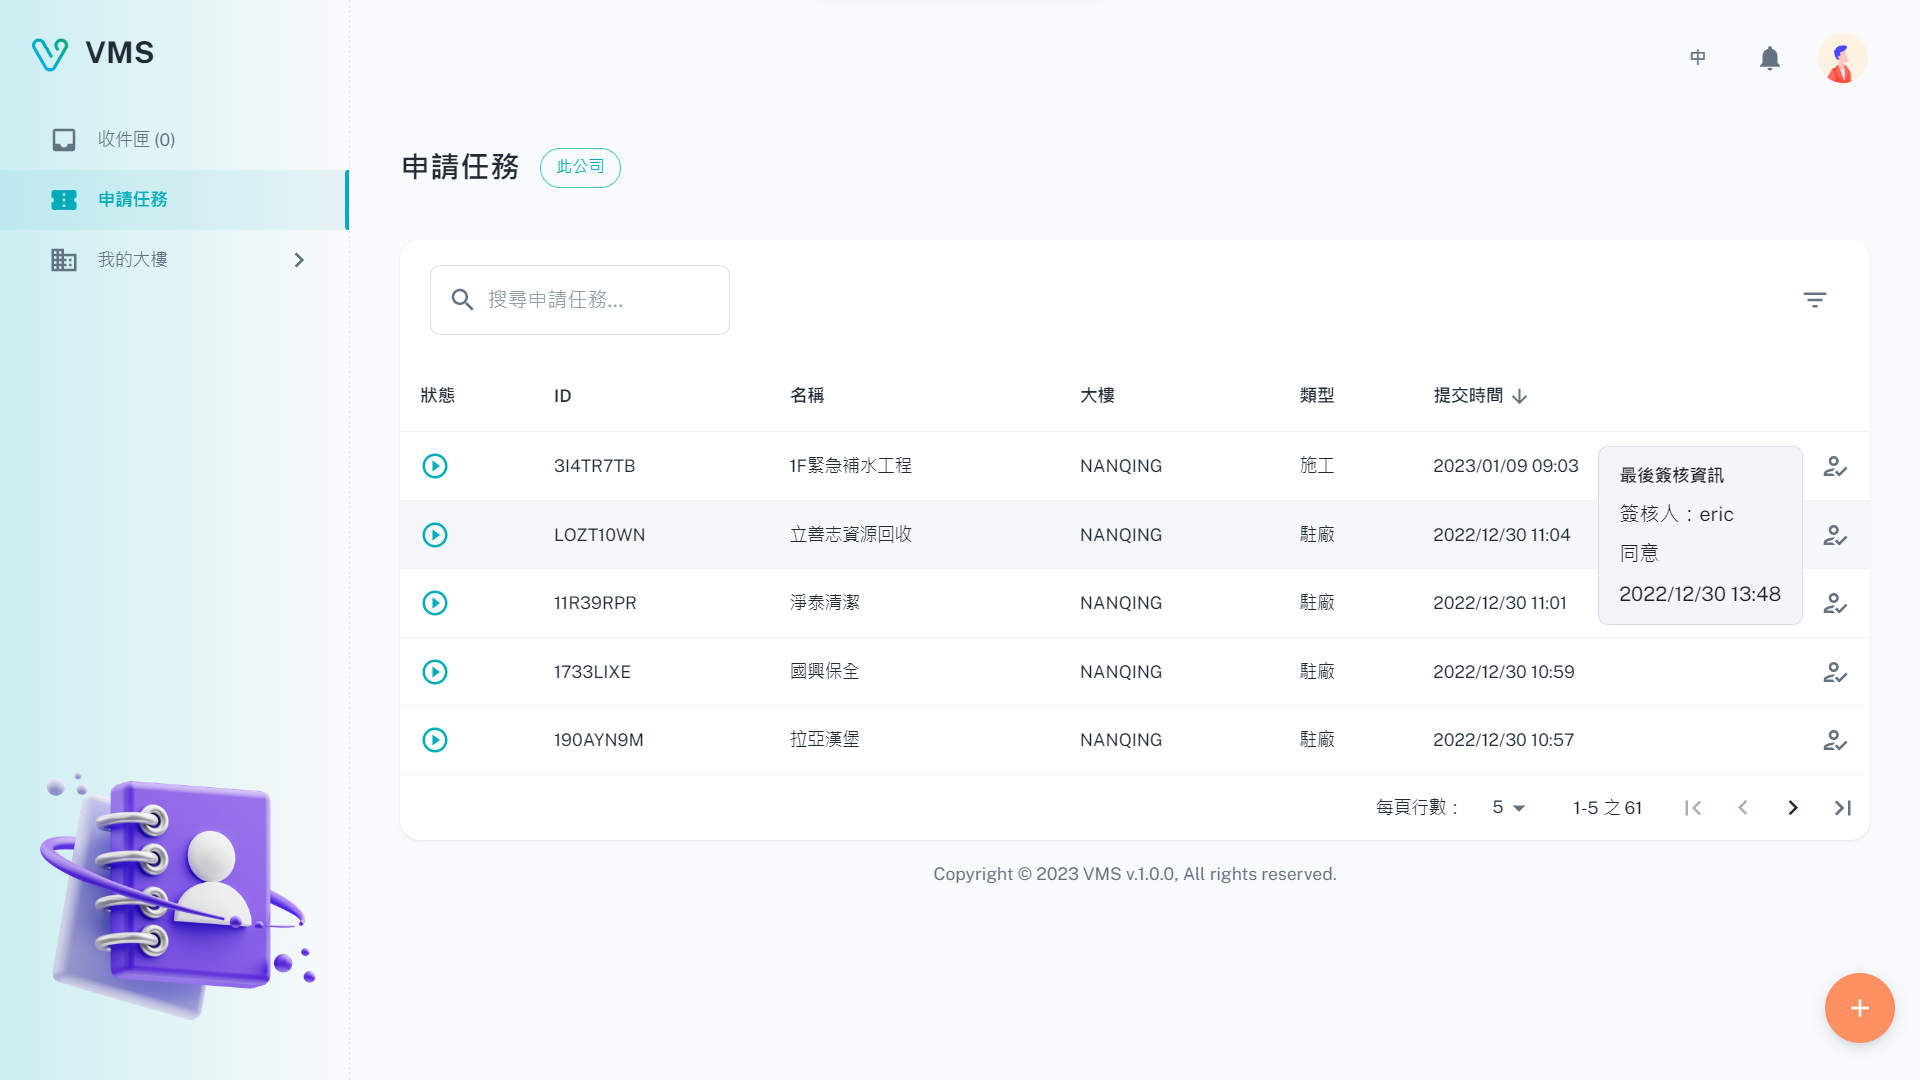 VMS
中
收件匣 (0)
申請任務
我的大樓
申請任務
此公司
搜尋申請任務...
狀態 ID 名稱 大樓 類型 提交時間
3I4TR7TB 1F緊急補水工程 NANQING 施工 2023/01/09 09:03
LOZT10WN 立善志資源回收 NANQING 駐廠 2022/12/30 11:04
11R39RPR 淨泰清潔 NANQING 駐廠 2022/12/30 11:01
1733LIXE 國興保全 NANQING 駐廠 2022/12/30 10:59
190AYN9M 拉亞漢堡 NANQING 駐廠 2022/12/30 10:57
最後簽核資訊
簽核人：eric
同意
2022/12/30 13:48
每頁行數： 5 1-5 之 61
Copyright © 2023 VMS v.1.0.0, All rights reserved.